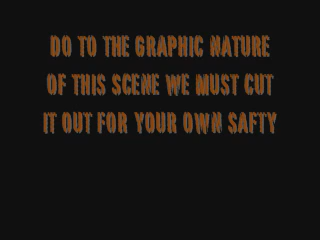 DO TO THE GRAPHIC NATURE
OF THIS SCENE WE MUST CUT
IT OUT FOR YOUR OWN SAFTY